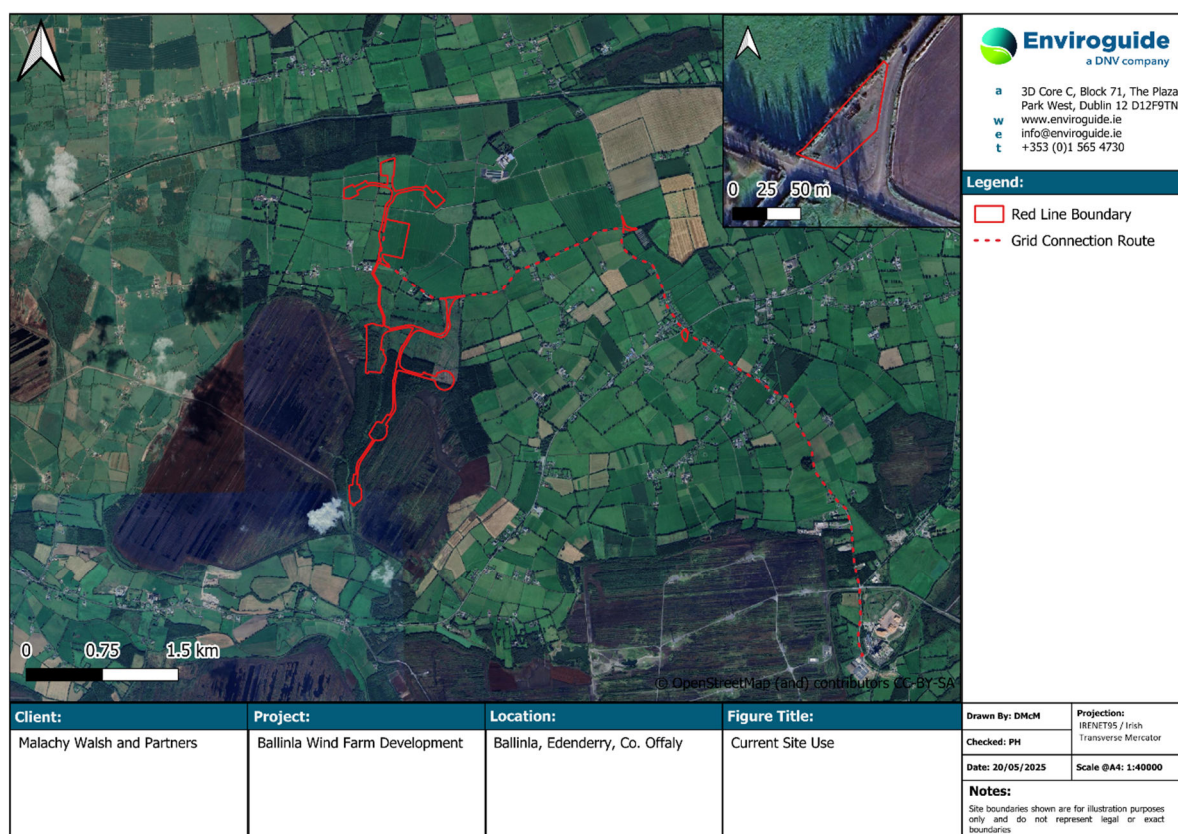 0 25 50 m
0 0.75 1.5 km
© OpenStreetMap (and) contributors CC-BY-SA
Enviroguide
a DNV company
a 3D Core C, Block 71, The Plaza
Park West, Dublin 12 D12F9TN
w www.enviroguide.ie
e info@enviroguide.ie
t +353 (0)1 565 4730
Legend:
Red Line Boundary
Grid Connection Route
Client:
Malachy Walsh and Partners
Project:
Ballinla Wind Farm Development
Location:
Ballinla, Edenderry, Co. Offaly
Figure Title:
Current Site Use
Drawn By: DMcM
Checked: PH
Date: 20/05/2025
Projection:
IRENET95 / Irish
Transverse Mercator
Scale @A4: 1:40000
Notes:
Site boundaries shown are for illustration purposes
only and do not represent legal or exact
boundaries